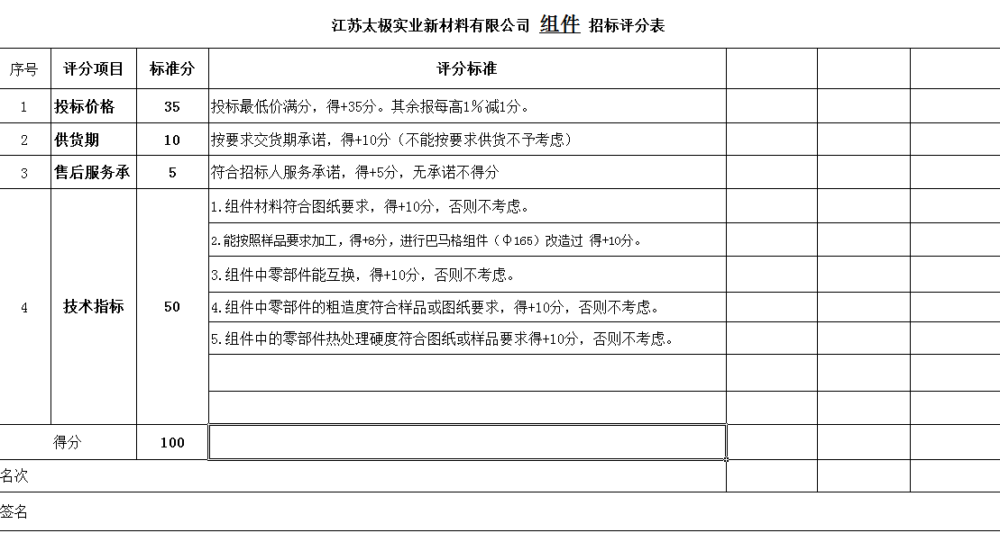 江苏太极实业新材料有限公司 组件 招标评分表
序号 评分项目 标准分 评分标准
1 投标价格 35 投标最低价满分，得+35分。其余报每高1%减1分。
2 供货期 10 按要求交货期承诺，得+10分（不能按要求供货不予考虑）
3 售后服务承 5 符合招标人服务承诺，得+5分，无承诺不得分
1.组件材料符合图纸要求，得+10分，否则不考虑。
2.能按照样品要求加工，得+8分，进行巴马格组件（Φ165）改造过 得+10分。
3.组件中零部件能互换，得+10分，否则不考虑。
4 技术指标 50 4.组件中零部件的粗造度符合样品或图纸要求，得+10分，否则不考虑。
5.组件中的零部件热处理硬度符合图纸或样品要求得+10分，否则不考虑。
得分 100
名次
签名